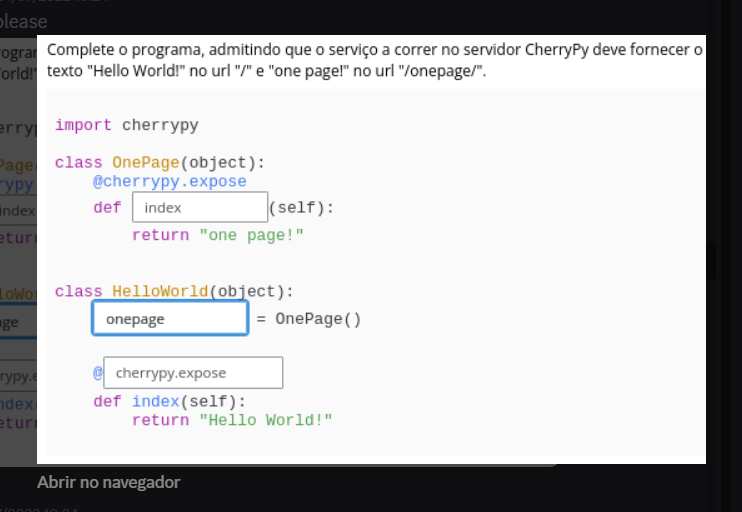 please
Complete o programa, admitindo que o serviço a correr no servidor CherryPy deve fornecer o
texto "Hello World!" no url "/" e "one page!" no url "/onepage/".
import cherrypy
class OnePage(object):
@cherrypy.expose
def index (self):
return "one page!"
class HelloWorld(object):
onepage = OnePage()
@cherrypy.expose
def index(self):
return "Hello World!"
Abrir no navegador